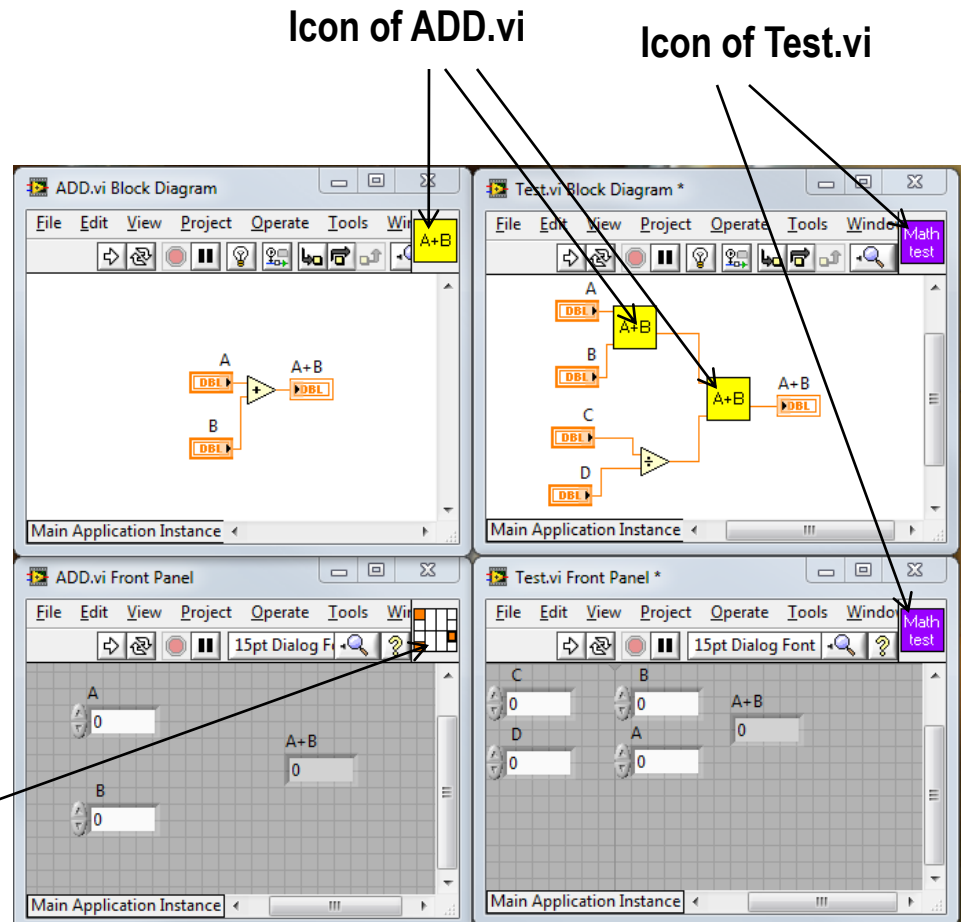 Icon of ADD.vi
Icon of Test.vi
ADD.vi Block Diagram
File Edit View Project Operate Tools
A+B
A
DBL
A+B
DBL
B
DBL
Main Application Instance
Test.vi Block Diagram *
File Edit View Project Operate Tools Windo
Math
test
A
DBL
A+B
B
DBL
A+B
A+B
DBL
C
DBL
D
DBL
Main Application Instance
ADD.vi Front Panel
File Edit View Project Operate Tools
15pt Dialog F
?
A
0
A+B
0
B
0
Main Application Instance
Test.vi Front Panel *
File Edit View Project Operate Tools Windo
Math
test
15pt Dialog Font
?
C
0
B
0
A+B
0
D
0
A
0
Main Application Instance